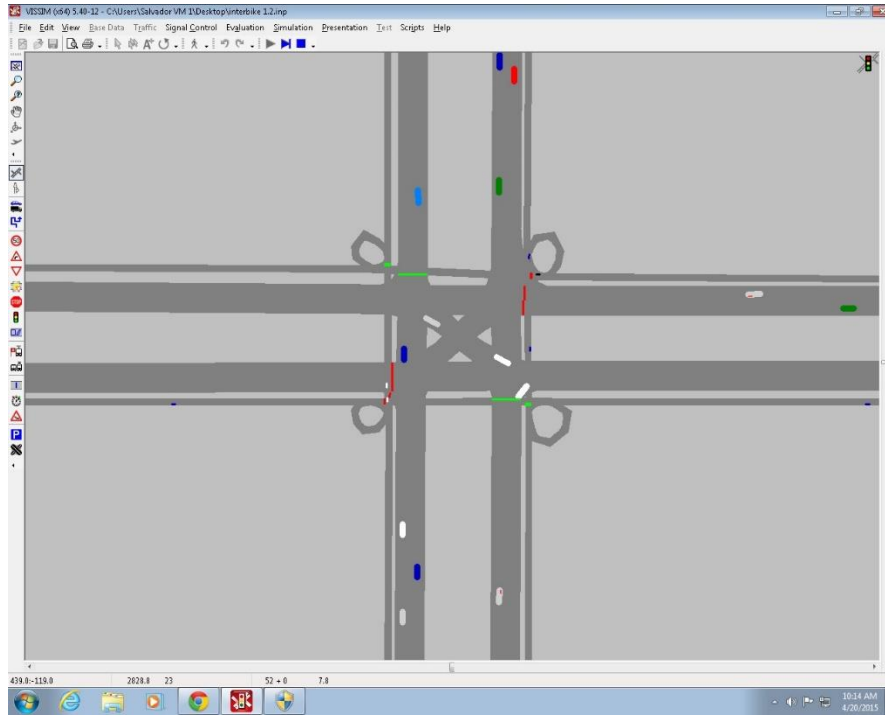 VISSIM (x64) 5.40-12 - C:\Users\Salvador VM 1\Desktop\interbike 1.2.inp
File Edit View Base Data Traffic Signal Control Evaluation Simulation Presentation Test Scripts Help
STOP
P
439.0:-119.0 2828.8 23 52 + 0 7.8
10:14 AM
4/20/2015